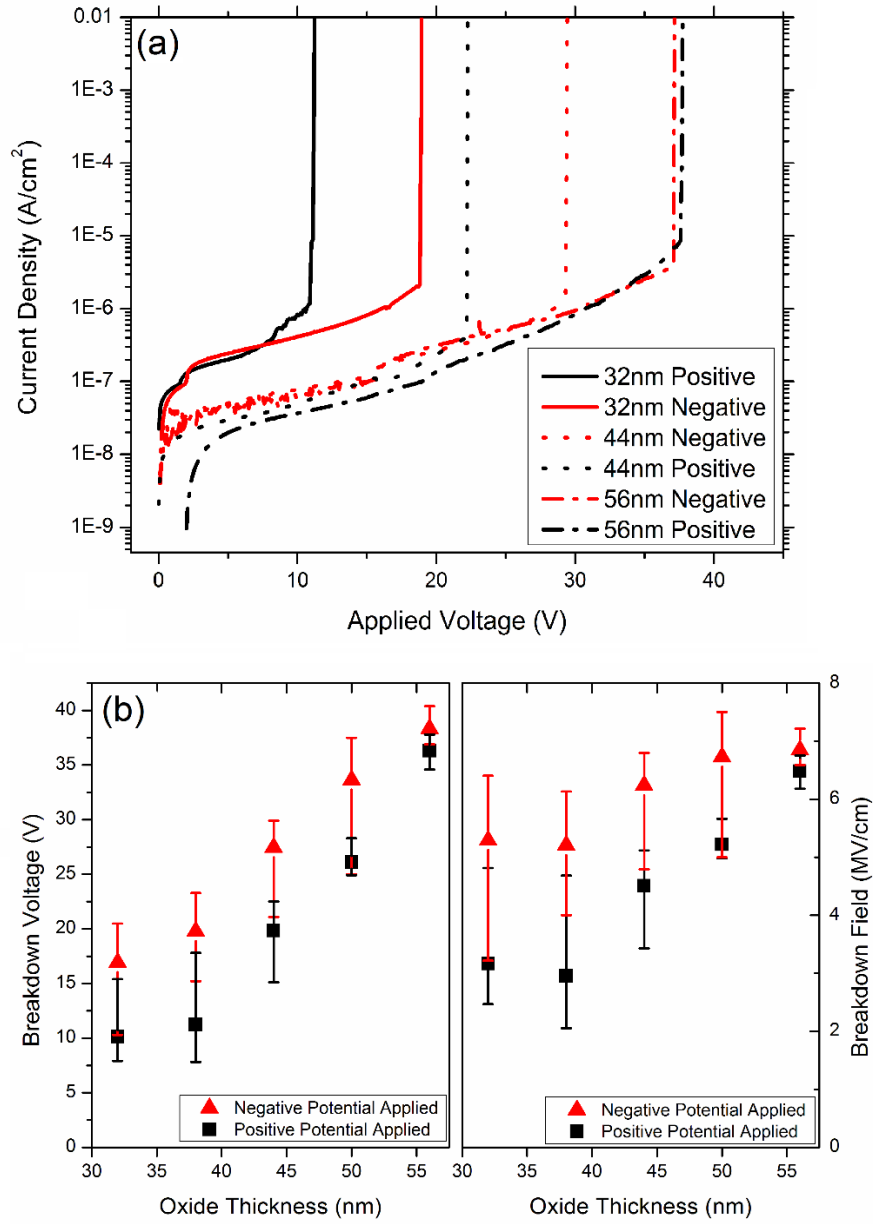 (a)
0.01
1E-3
1E-4
1E-5
1E-6
1E-7
1E-8
1E-9
Current Density (A/cm²)
32nm Positive
32nm Negative
44nm Negative
44nm Positive
56nm Negative
56nm Positive
0 10 20 30 40
Applied Voltage (V)
(b)
40
35
30
25
20
15
10
5
0
Breakdown Voltage (V)
Negative Potential Applied
Positive Potential Applied
30 35 40 45 50 55
Oxide Thickness (nm)
8
6
4
2
0
Breakdown Field (MV/cm)
Negative Potential Applied
Positive Potential Applied
30 35 40 45 50 55
Oxide Thickness (nm)